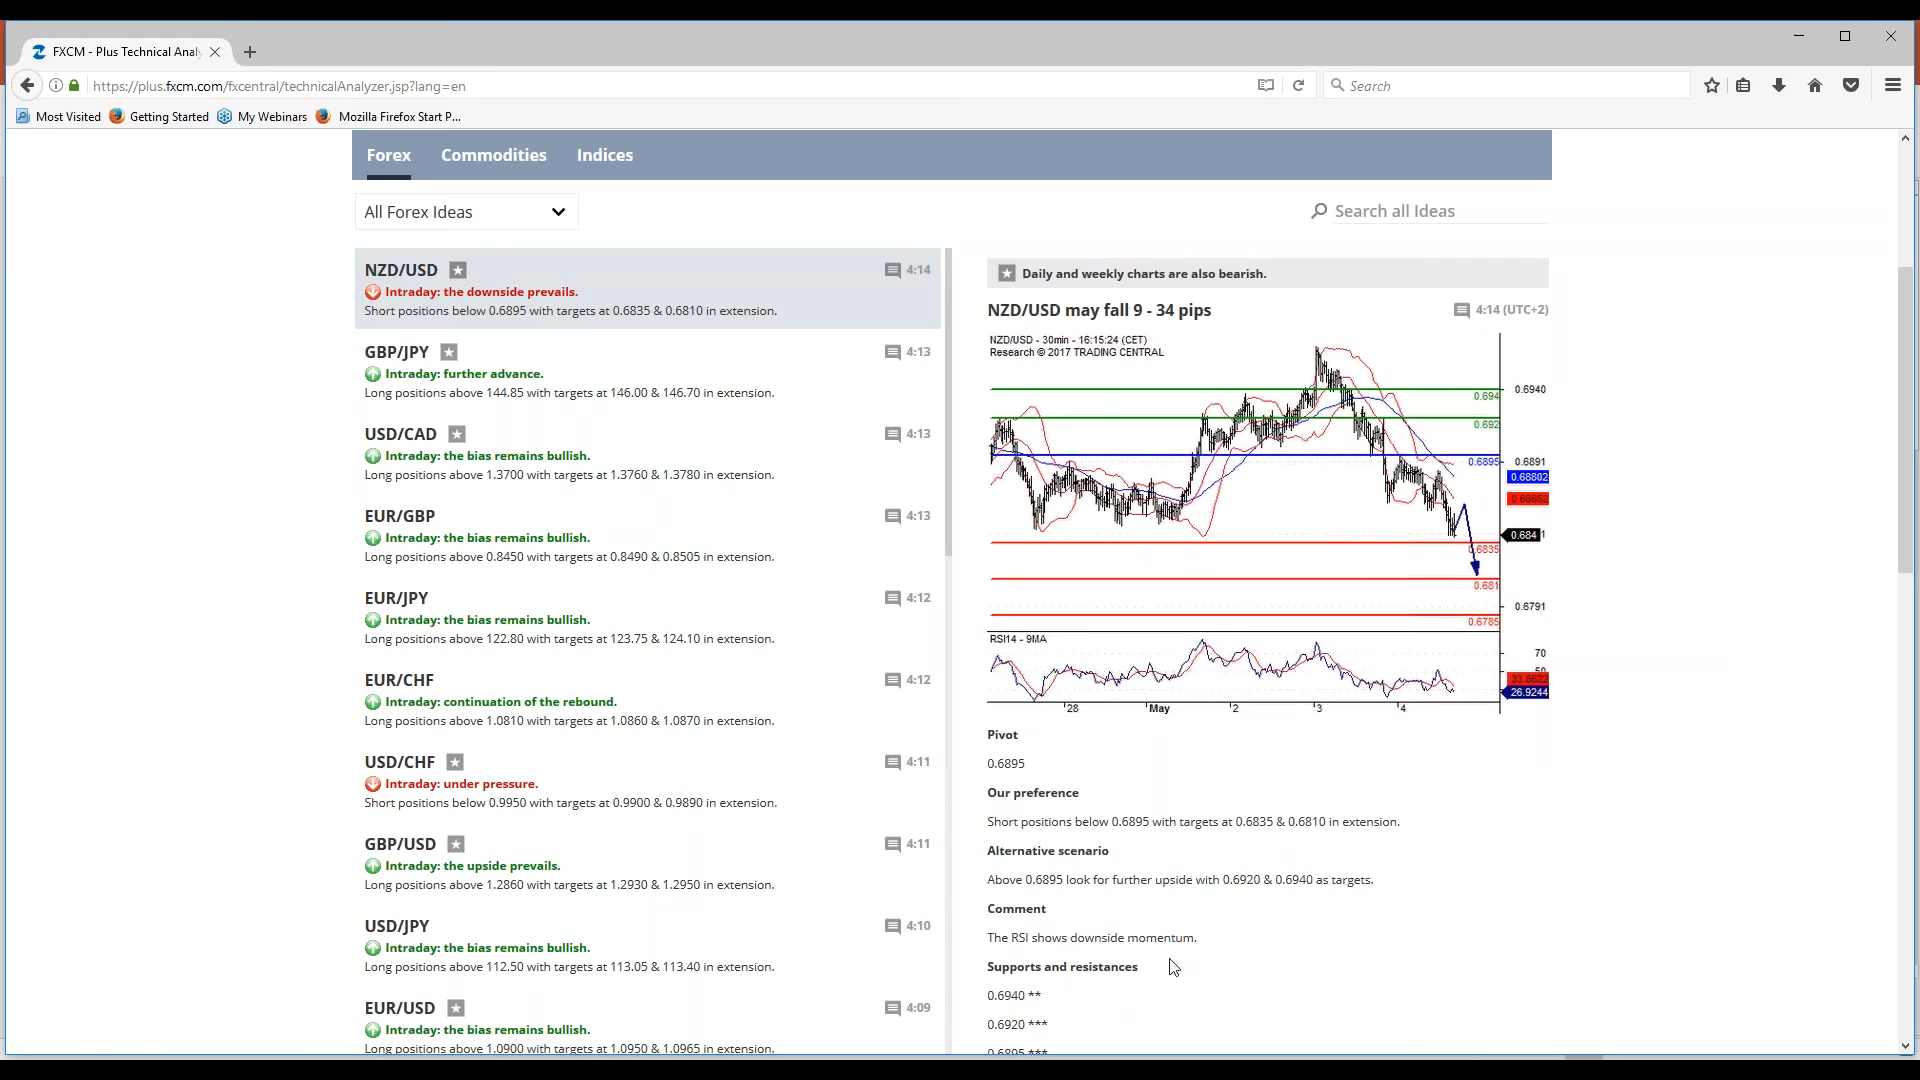 FXCM - Plus Technical Analy
https://plus.fxcm.com/fxcentral/technicalAnalyzer.jsp?lang=en
Search
Most Visited
Getting Started
My Webinars
Mozilla Firefox Start P...
Forex
Commodities
Indices
All Forex Ideas
Search all Ideas
NZD/USD
4:14
Intraday: the downside prevails.
Short positions below 0.6895 with targets at 0.6835 & 0.6810 in extension.
GBP/JPY
4:13
Intraday: further advance.
Long positions above 144.85 with targets at 146.00 & 146.70 in extension.
USD/CAD
4:13
Intraday: the bias remains bullish.
Long positions above 1.3700 with targets at 1.3760 & 1.3780 in extension.
EUR/GBP
4:13
Intraday: the bias remains bullish.
Long positions above 0.8450 with targets at 0.8490 & 0.8505 in extension.
EUR/JPY
4:12
Intraday: the bias remains bullish.
Long positions above 122.80 with targets at 123.75 & 124.10 in extension.
EUR/CHF
4:12
Intraday: continuation of the rebound.
Long positions above 1.0810 with targets at 1.0860 & 1.0870 in extension.
USD/CHF
4:11
Intraday: under pressure.
Short positions below 0.9950 with targets at 0.9900 & 0.9890 in extension.
GBP/USD
4:11
Intraday: the upside prevails.
Long positions above 1.2860 with targets at 1.2930 & 1.2950 in extension.
USD/JPY
4:10
Intraday: the bias remains bullish.
Long positions above 112.50 with targets at 113.05 & 113.40 in extension.
EUR/USD
4:09
Intraday: the bias remains bullish.
Long positions above 1.0900 with targets at 1.0950 & 1.0965 in extension.
Daily and weekly charts are also bearish.
NZD/USD may fall 9 - 34 pips
4:14 (UTC+2)
NZD/USD - 30min - 16:15:24 (CET)
Research © 2017 TRADING CENTRAL
0.6940
0.694
0.692
0.6895
0.6891
0.68802
0.68852
0.684
1
0.6835
0.681
0.6791
0.6785
RSI14 - 9MA
70
50
33.8622
26.9244
28
May
2
3
4
Pivot
0.6895
Our preference
Short positions below 0.6895 with targets at 0.6835 & 0.6810 in extension.
Alternative scenario
Above 0.6895 look for further upside with 0.6920 & 0.6940 as targets.
Comment
The RSI shows downside momentum.
Supports and resistances
0.6940 **
0.6920 ***
0.6895 ***